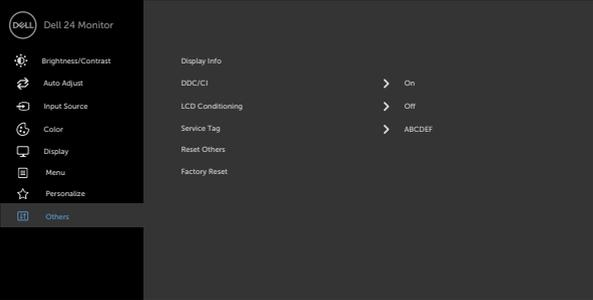 DELL
Dell 24 Monitor
Brightness/Contrast
Auto Adjust
Input Source
Color
Display
Menu
Personalize
Others
Display Info
DDC/CI
On
LCD Conditioning
Off
Service Tag
ABCDEF
Reset Others
Factory Reset